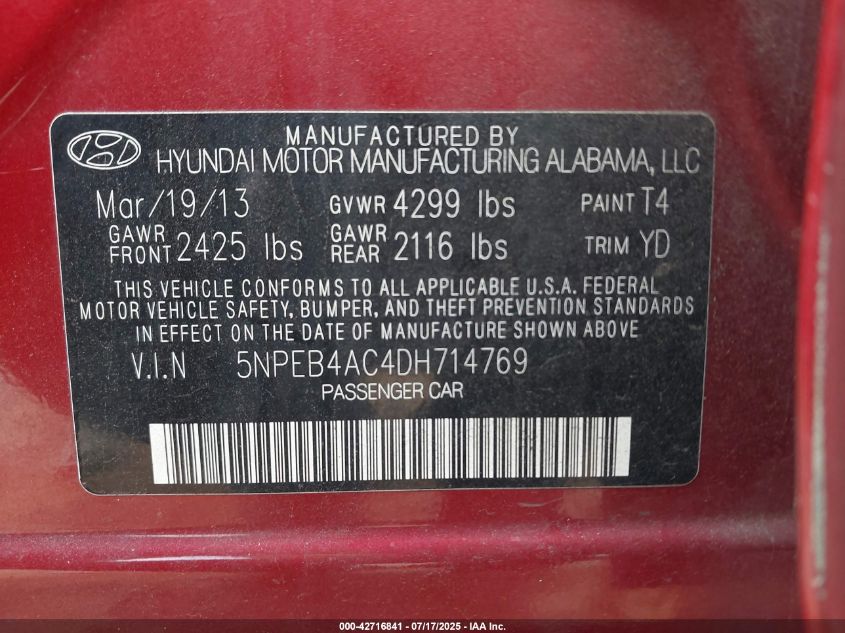 MANUFACTURED BY
HYUNDAI MOTOR MANUFACTURING ALABAMA, LLC
Mar/19/13 GVWR 4299 lbs PAINT T4
GAWR FRONT 2425 lbs GAWR REAR 2116 lbs TRIM YD
THIS VEHICLE CONFORMS TO ALL APPLICABLE U.S.A. FEDERAL
MOTOR VEHICLE SAFETY, BUMPER, AND THEFT PREVENTION STANDARDS
IN EFFECT ON THE DATE OF MANUFACTURE SHOWN ABOVE
V.I.N 5NPEB4AC4DH714769
PASSENGER CAR
000-42716841 - 07/17/2025 - IAA Inc.